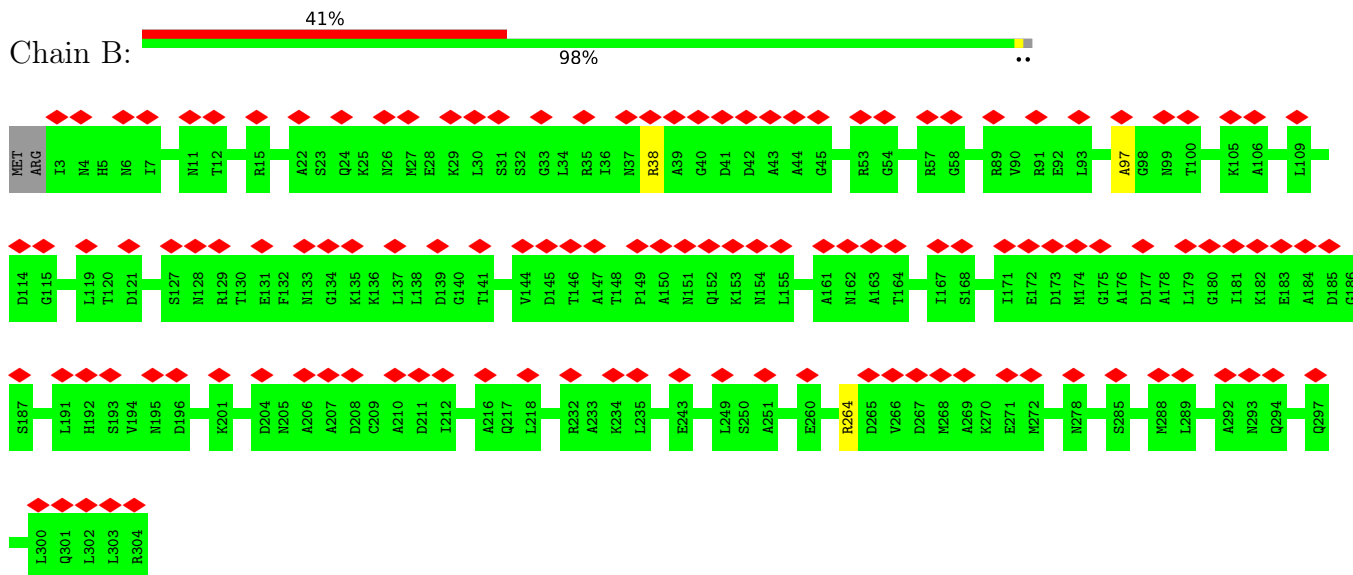 41%
Chain B:
98%
••
MET ARG I3 N4 H5 N6 I7 N11 T12 R15 A22 S23 Q24 K25 N26 M27 E28 K29 L30 S31 S32 G33 L34 R35 I36 N37 R38 A39 G40 D41 D42 A43 A44 G45 R53 G54 R57 G58 R89 V90 R91 E92 L93 A97 G98 N99 T100 K105 A106 L109
D114 G115 L119 T120 D121 S127 N128 R129 T130 E131 F132 N133 G134 K135 K136 L137 L138 D139 G140 T141 V144 D145 T146 A147 T148 P149 A150 N151 Q152 K153 N154 L155 A161 N162 A163 T164 I167 S168 I171 E172 D173 M174 G175 A176 D177 A178 L179 G180 I181 K182 E183 A184 D185 G186
S187 L191 H192 S193 V194 N195 D196 K201 D204 N205 A206 A207 D208 C209 A210 D211 I212 A216 Q217 L218 R232 A233 K234 L235 E243 L249 S250 A251 E260 R264 D265 V266 D267 M268 A269 K270 E271 M272 N278 S285 M288 L289 A292 N293 Q294 Q297
L300 Q301 L302 L303 R304